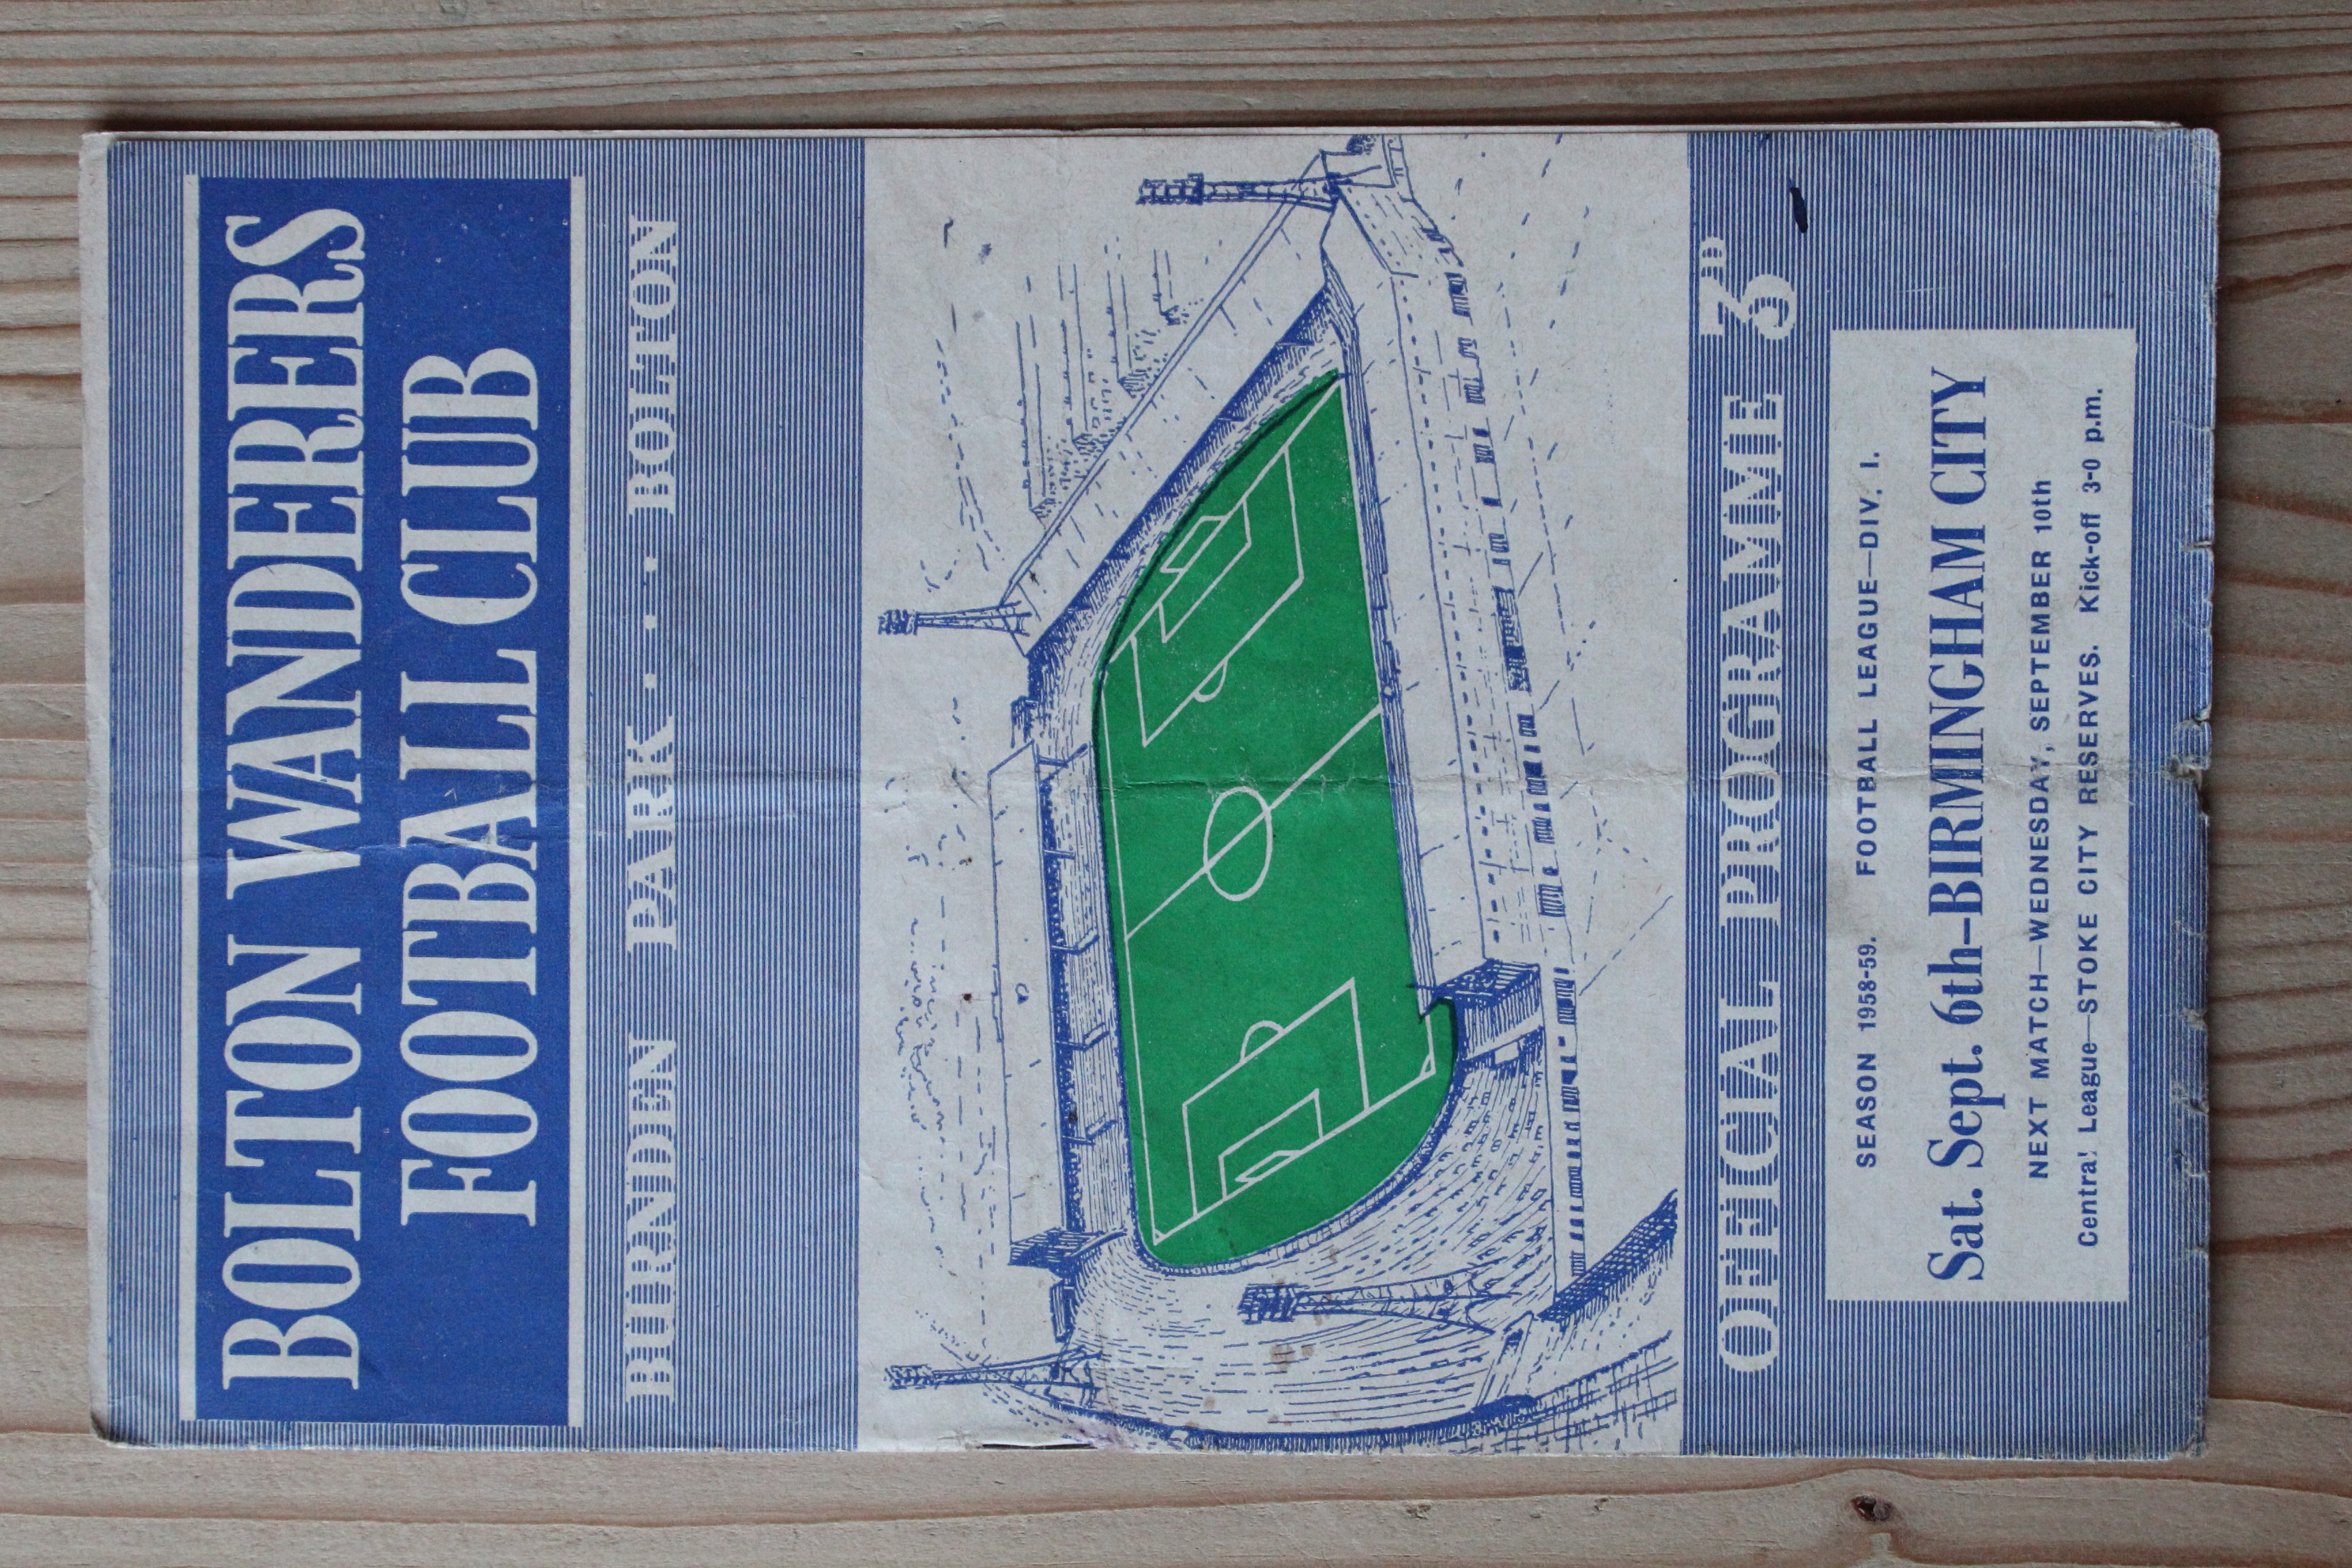 BOLTON WANDERERS
FOOTBALL CLUB
BURNDEN PARK .... BOLTON
OFFICIAL PROGRAMME 3D
SEASON 1958-59. FOOTBALL LEAGUE—DIV. I.
Sat. Sept. 6th—BIRMINGHAM CITY
NEXT MATCH—WEDNESDAY, SEPTEMBER 10th
Central League—STOKE CITY RESERVES. Kick-off 3-0 p.m.